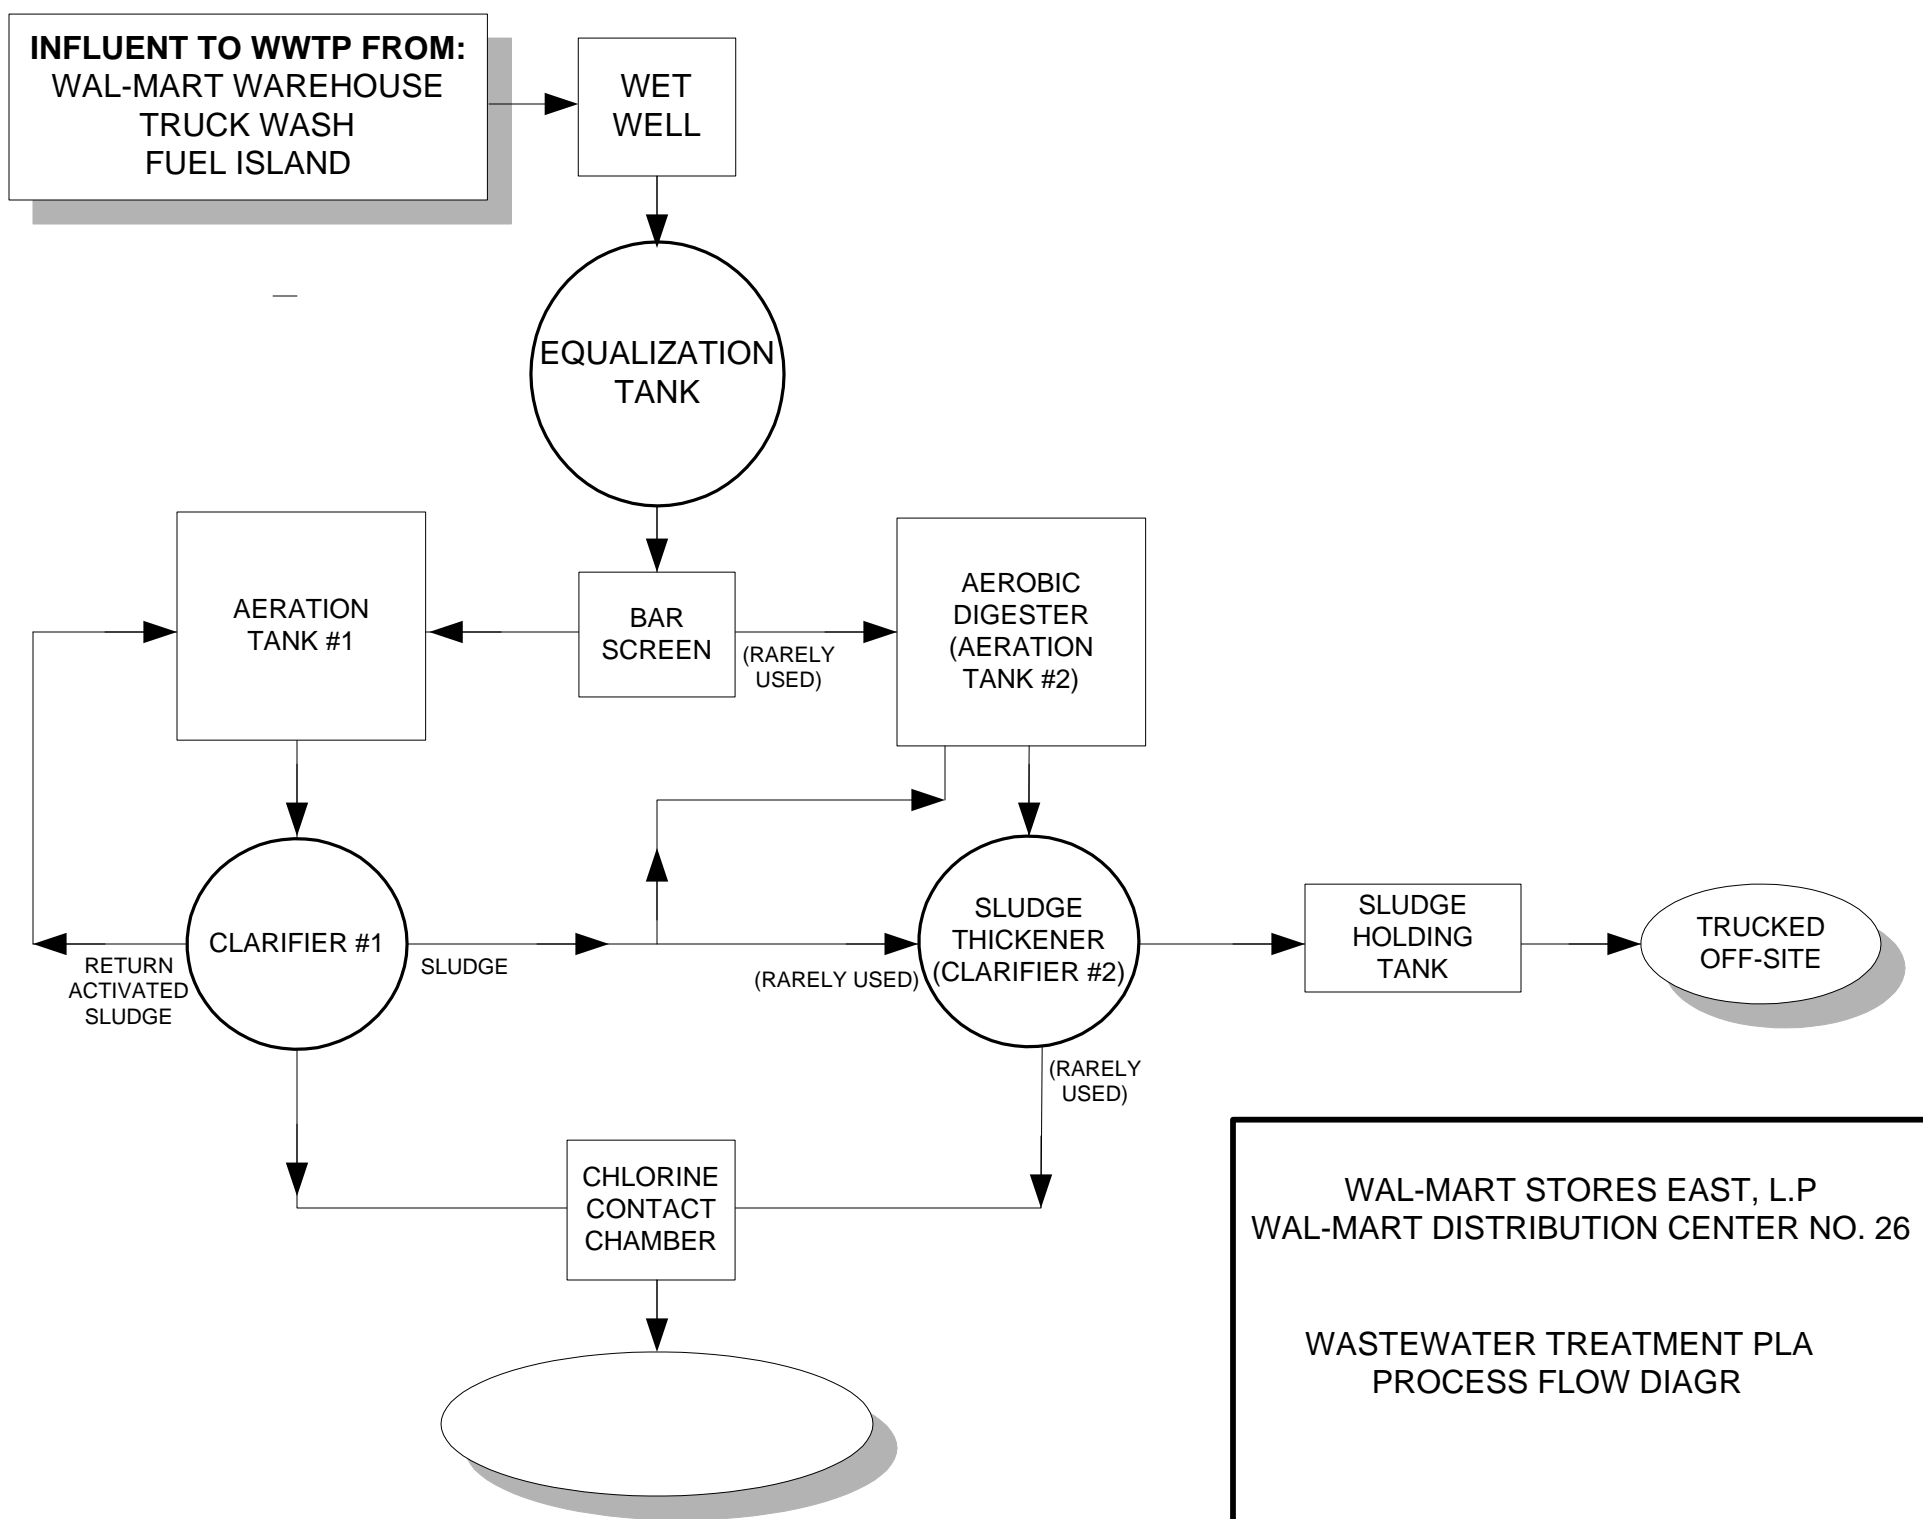 INFLUENT TO WWTP FROM:
WAL-MART WAREHOUSE
TRUCK WASH
FUEL ISLAND
WET
WELL
EQUALIZATION
TANK
AERATION
TANK #1
BAR
SCREEN
(RARELY
USED)
AEROBIC
DIGESTER
(AERATION
TANK #2)
CLARIFIER #1
RETURN
ACTIVATED
SLUDGE
SLUDGE
(RARELY USED)
SLUDGE
THICKENER
(CLARIFIER #2)
SLUDGE
HOLDING
TANK
TRUCKED
OFF-SITE
(RARELY
USED)
CHLORINE
CONTACT
CHAMBER
WAL-MART STORES EAST, L.P
WAL-MART DISTRIBUTION CENTER NO. 26
WASTEWATER TREATMENT PLA
PROCESS FLOW DIAGR